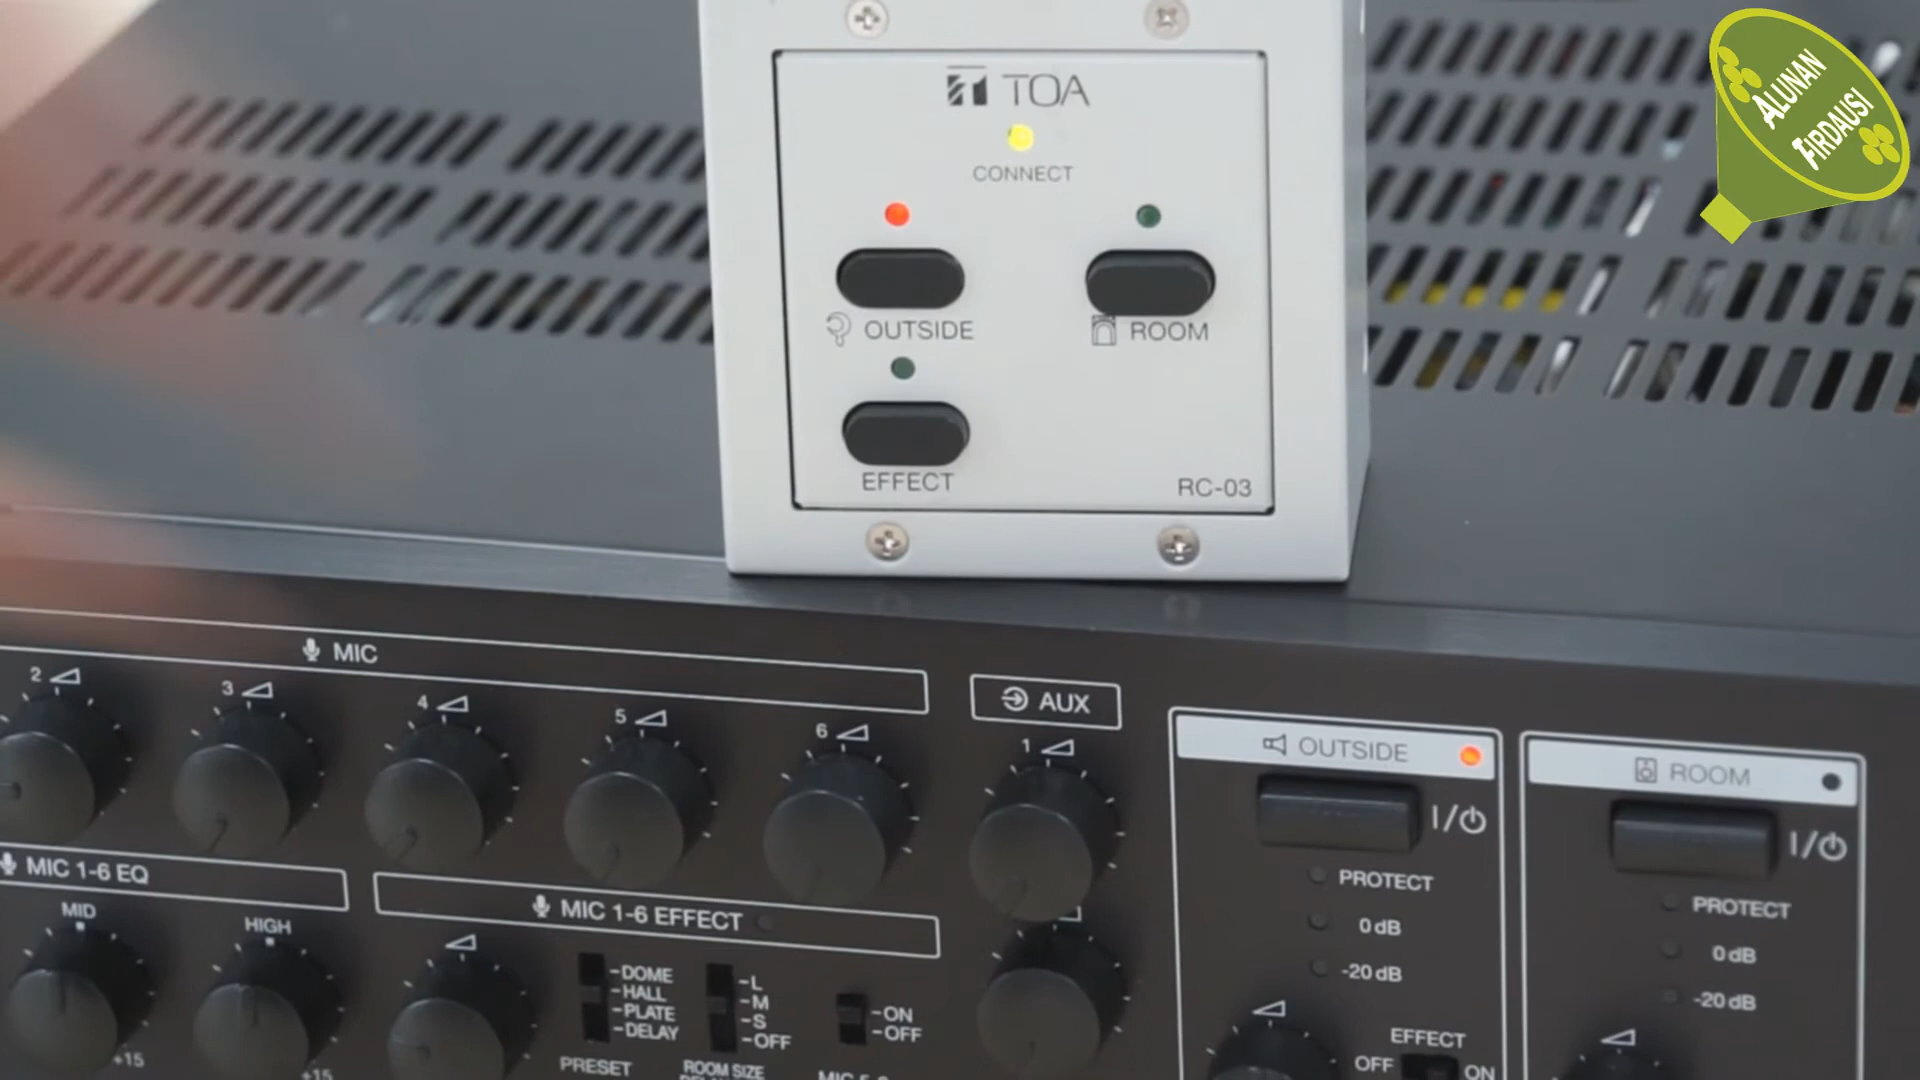 ALUNAN
FIRDAUSI
TOA
CONNECT
OUTSIDE
ROOM
EFFECT
RC-03
MIC
2
3
4
5
6
AUX
1
OUTSIDE
I/
ROOM
I/
PROTECT
0 dB
-20 dB
PROTECT
0 dB
-20 dB
MIC 1-6 EQ
MID
HIGH
+15
+15
MIC 1-6 EFFECT
-DOME
-HALL
-PLATE
-DELAY
PRESET
-L
-M
-S
-OFF
ROOM SIZE
-ON
-OFF
EFFECT
OFF
ON